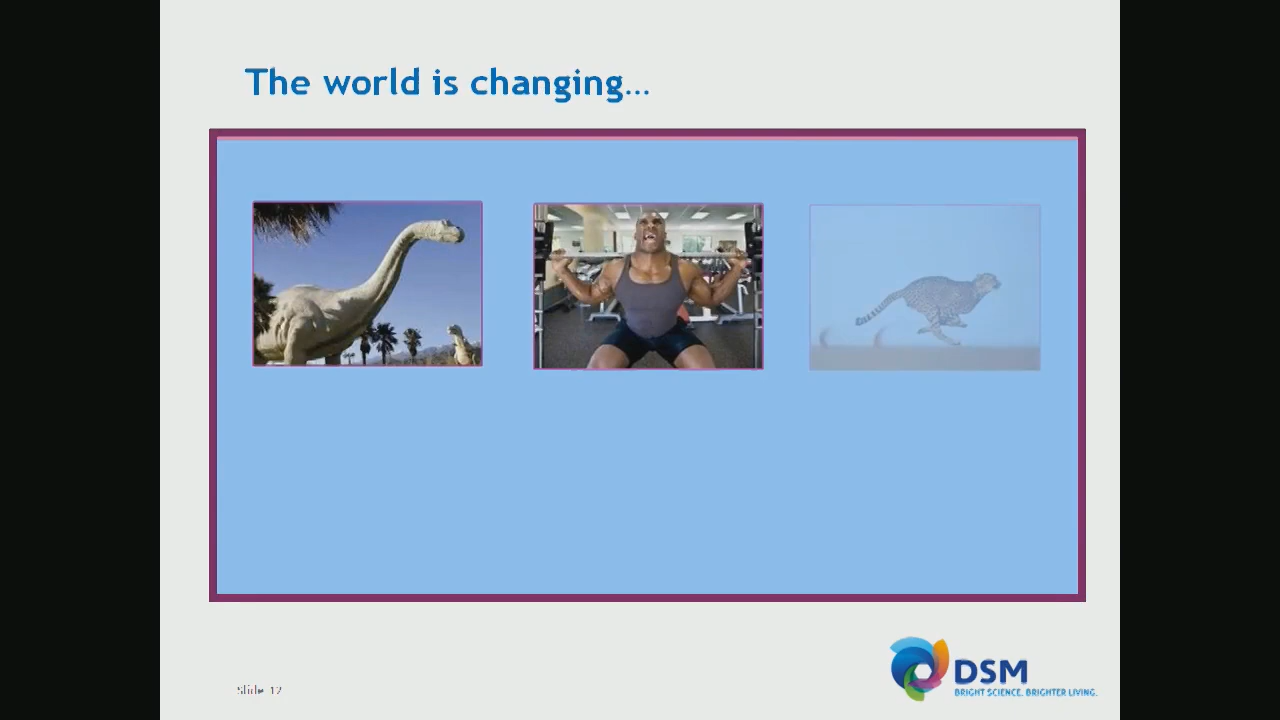 The world is changing...
Slide 12
DSM
BRIGHT SCIENCE. BRIGHTER LIVING.